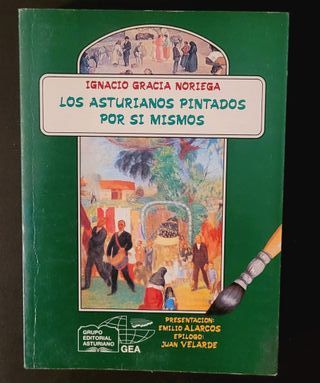 IGNACIO GRACIA NORIEGA
LOS ASTURIANOS PINTADOS
POR SI MISMOS
PRESENTACION:
EMILIO ALARCOS
EPILOGO:
JUAN VELARDE
GRUPO
EDITORIAL
ASTURIANO
GEA